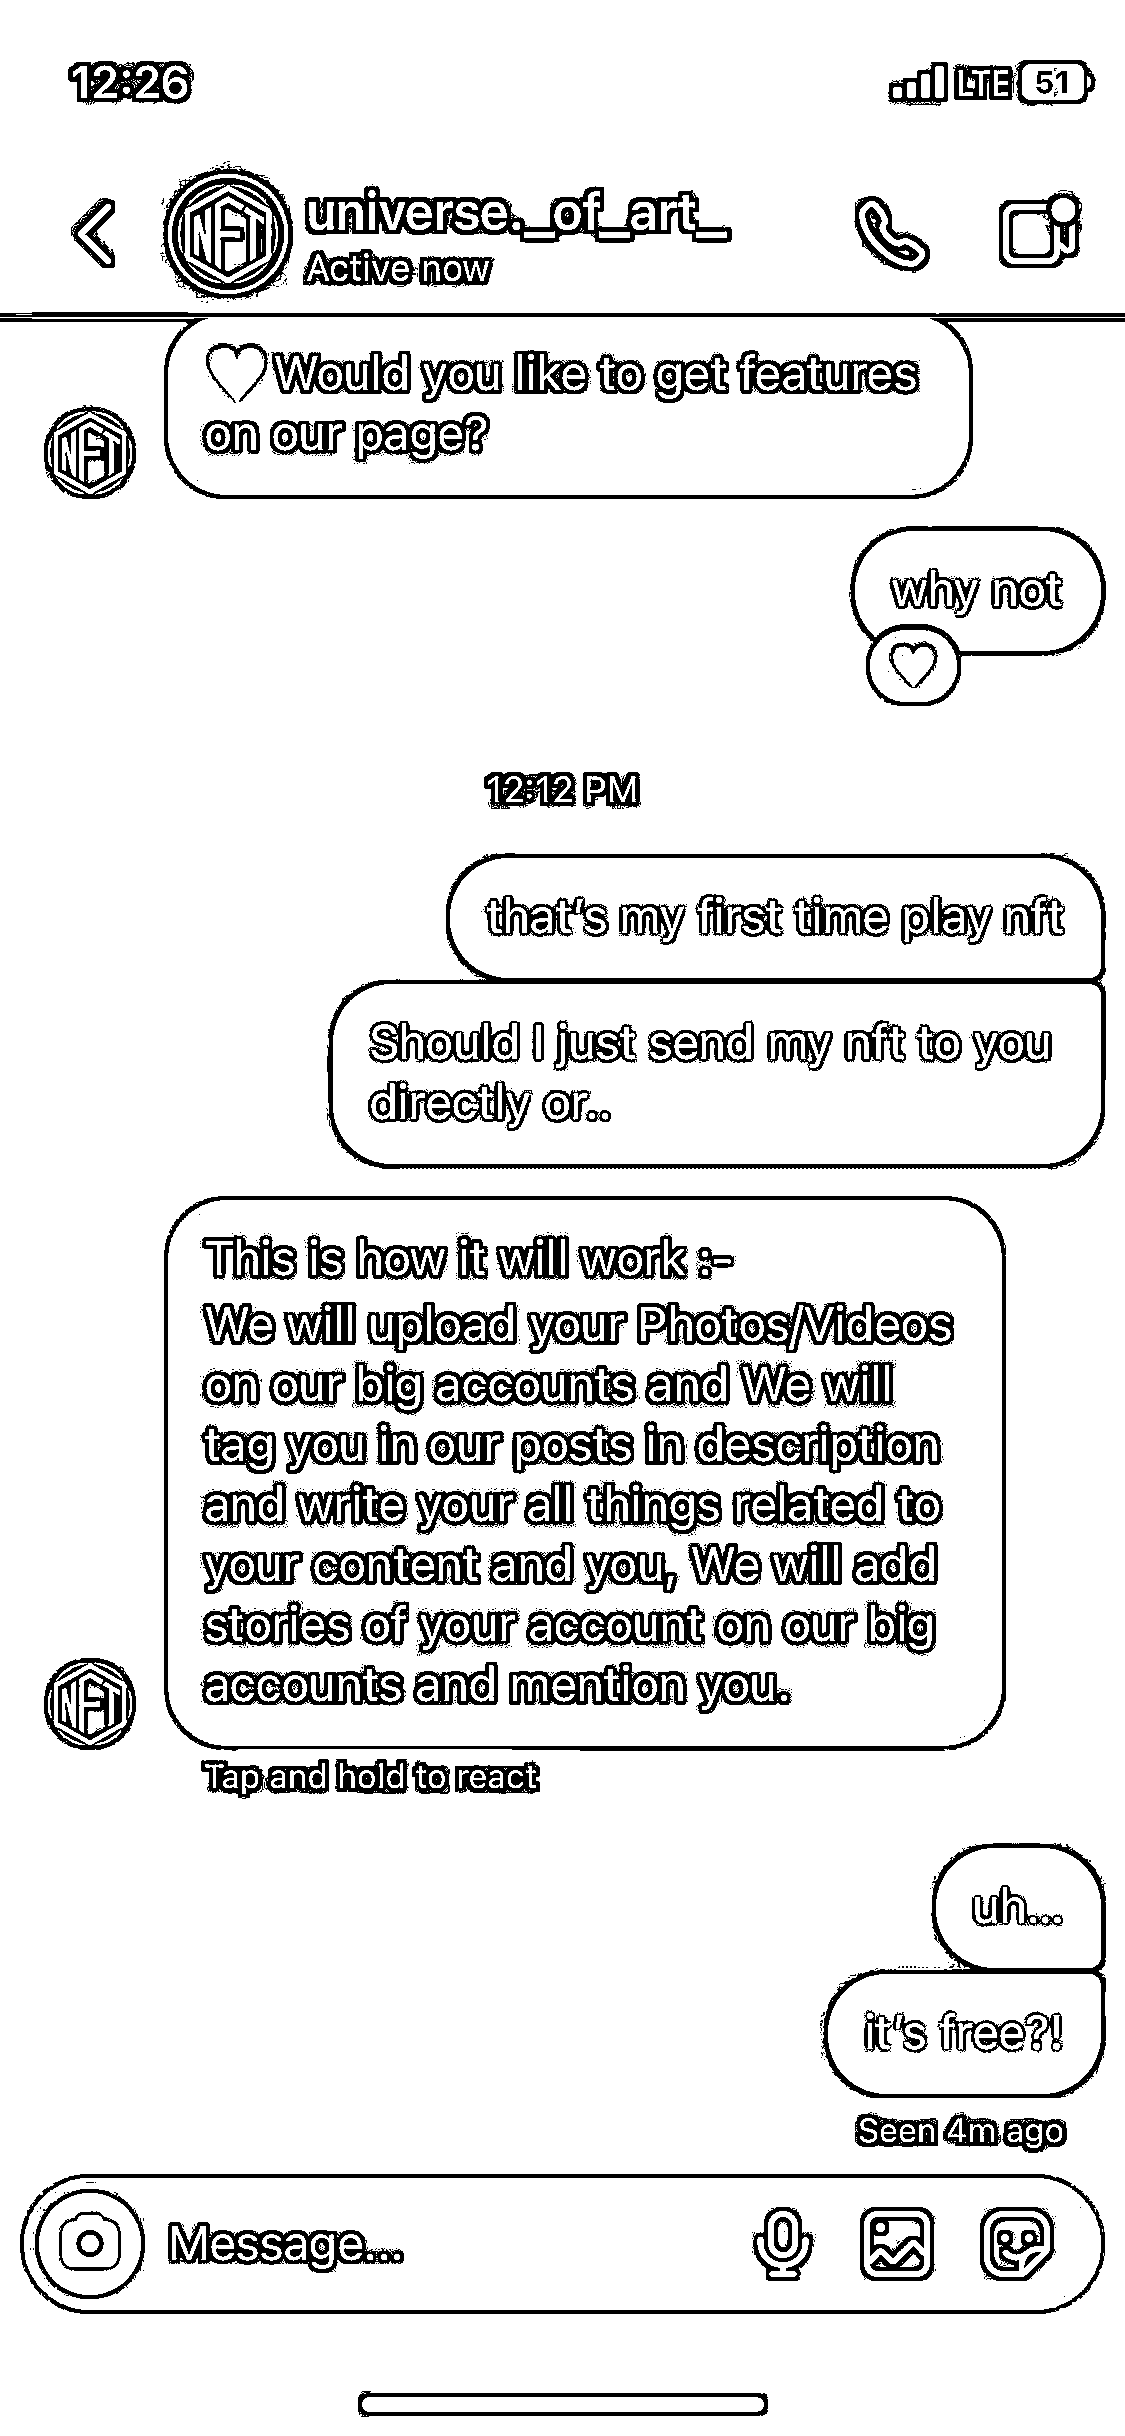 12:26
LTE 51
NFT
universe._of_art_
Active now
Would you like to get features
on our page?
NFT
why not
12:12 PM
that's my first time play nft
Should I just send my nft to you
directly or..
This is how it will work :-
We will upload your Photos/Videos
on our big accounts and We will
tag you in our posts in description
and write your all things related to
your content and you, We will add
stories of your account on our big
accounts and mention you.
NFT
Tap and hold to react
uh...
it's free?!
Seen 4m ago
Message...